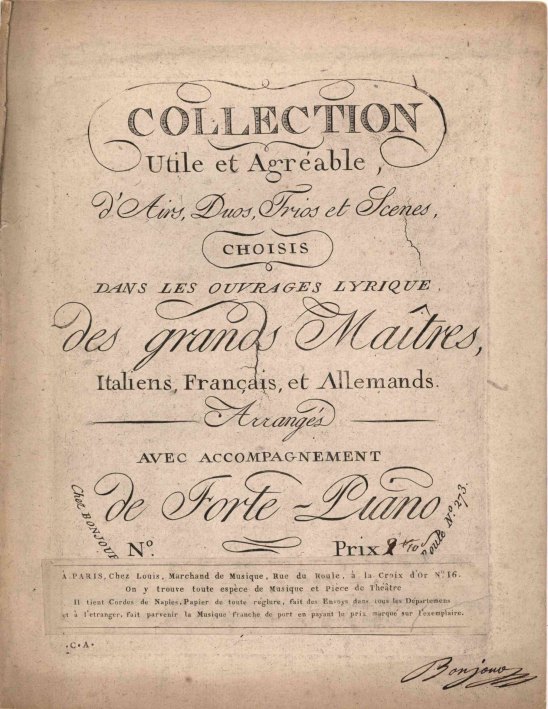 COLLECTION
Utile et Agréable,
d'Airs, Duos, Trios et Scenes,
CHOISIS
DANS LES OUVRAGES LYRIQUE,
des grands Maîtres,
Italiens, Français, et Allemands.
Arrangés
AVEC ACCOMPAGNEMENT
de Forte-Piano
Chez BONJOUR
Roule N.º 273.
N.º Prix
À PARIS, Chez Louis, Marchand de Musique, Rue du Roule, à la Croix d'Or N.º 16.
On y trouve toute espèce de Musique et Piece de Theâtre
Il tient Cordes de Naples, Papier de toute réglure, fait des Envoys dans tous les Départemens
et à l'etranger, fait parvenir la Musique franche de port en payant le prix marqué sur l'exemplaire.
.C.A.
Bonjour